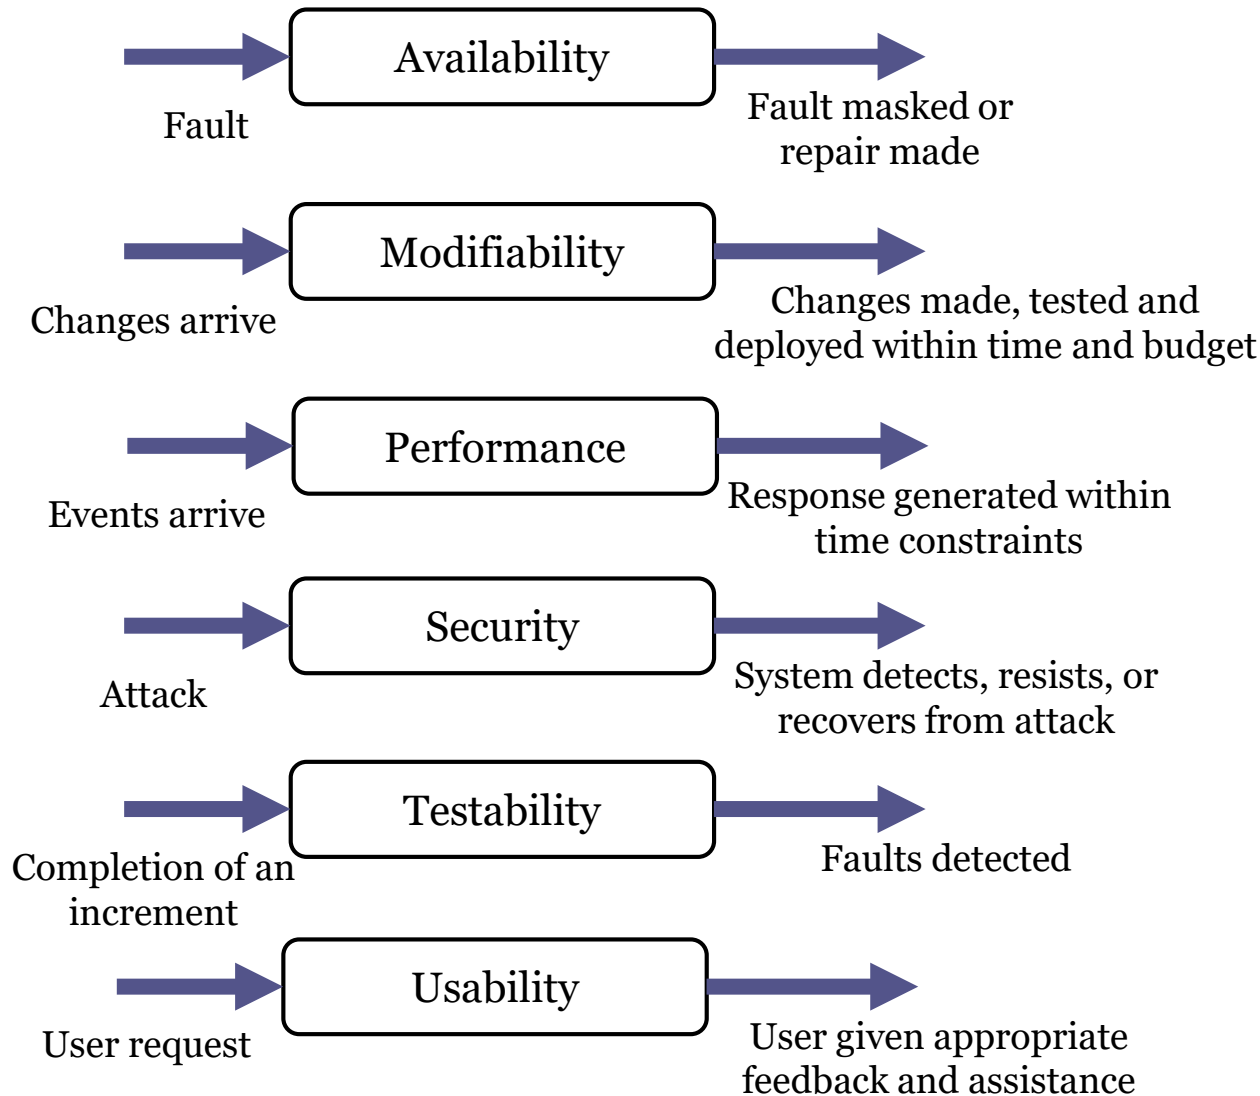 Availability
Fault
Fault masked or
repair made
Modifiability
Changes arrive
Changes made, tested and
deployed within time and budget
Performance
Events arrive
Response generated within
time constraints
Security
Attack
System detects, resists, or
recovers from attack
Testability
Completion of an
increment
Faults detected
Usability
User request
User given appropriate
feedback and assistance